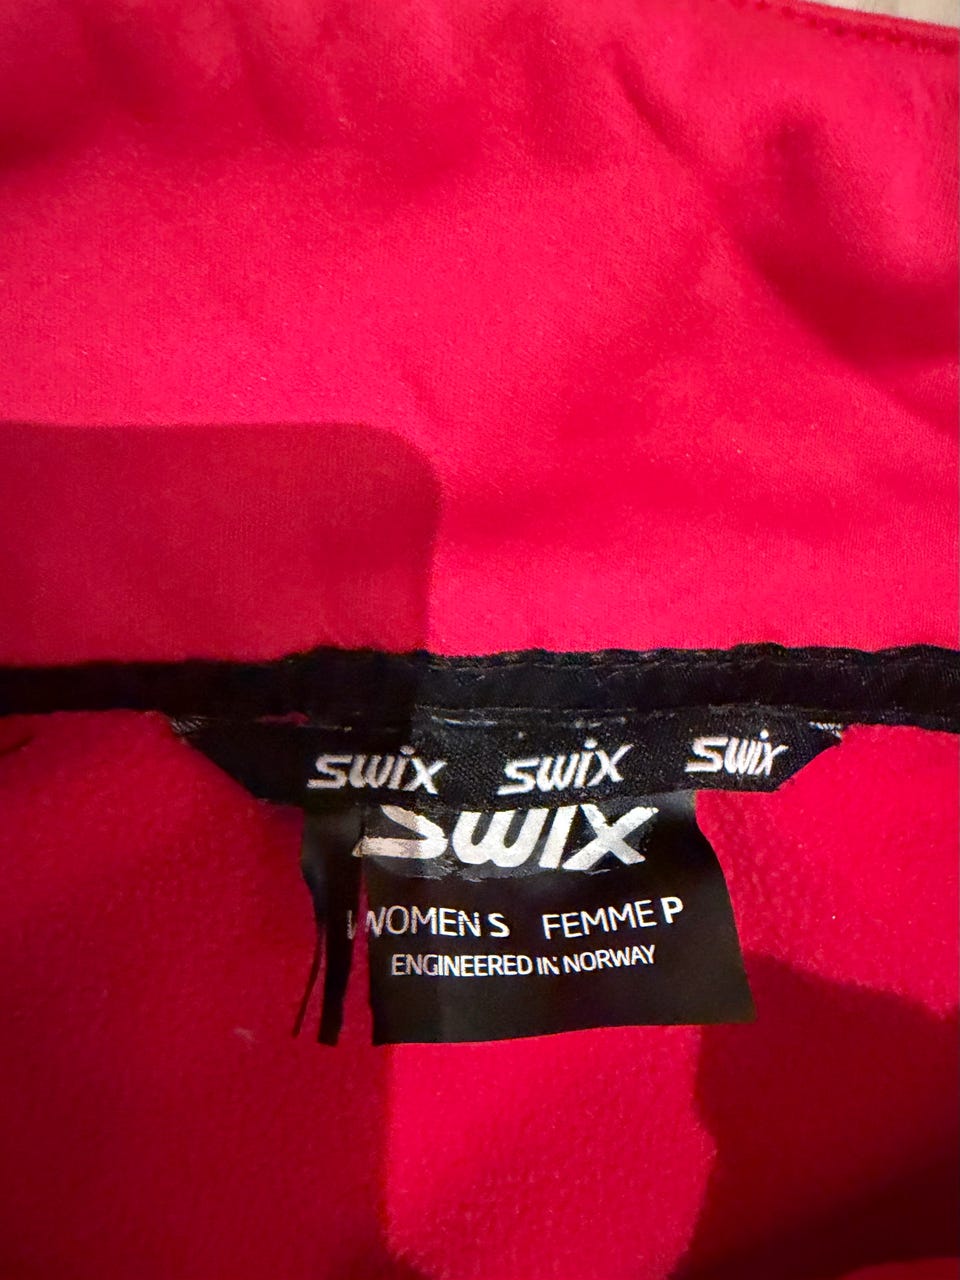 swix swix swix
swix
WOMEN S FEMME P
ENGINEERED IN NORWAY